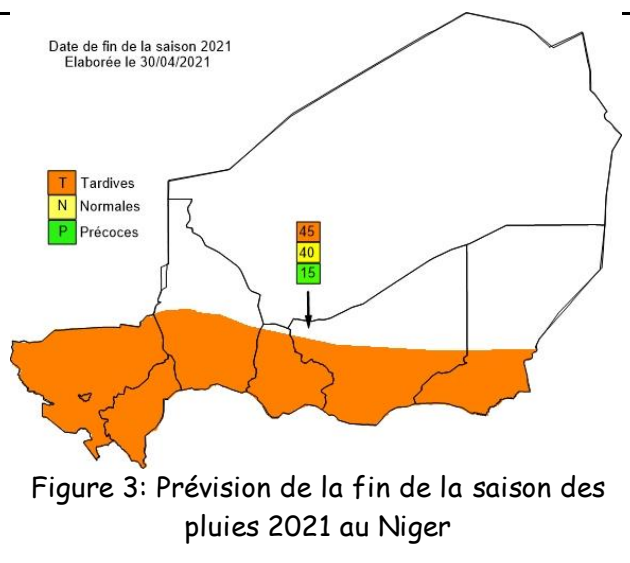 Date de fin de la saison 2021
Elaborée le 30/04/2021
T Tardives
N Normales
P Précoces
45
40
15
Figure 3: Prévision de la fin de la saison des
pluies 2021 au Niger